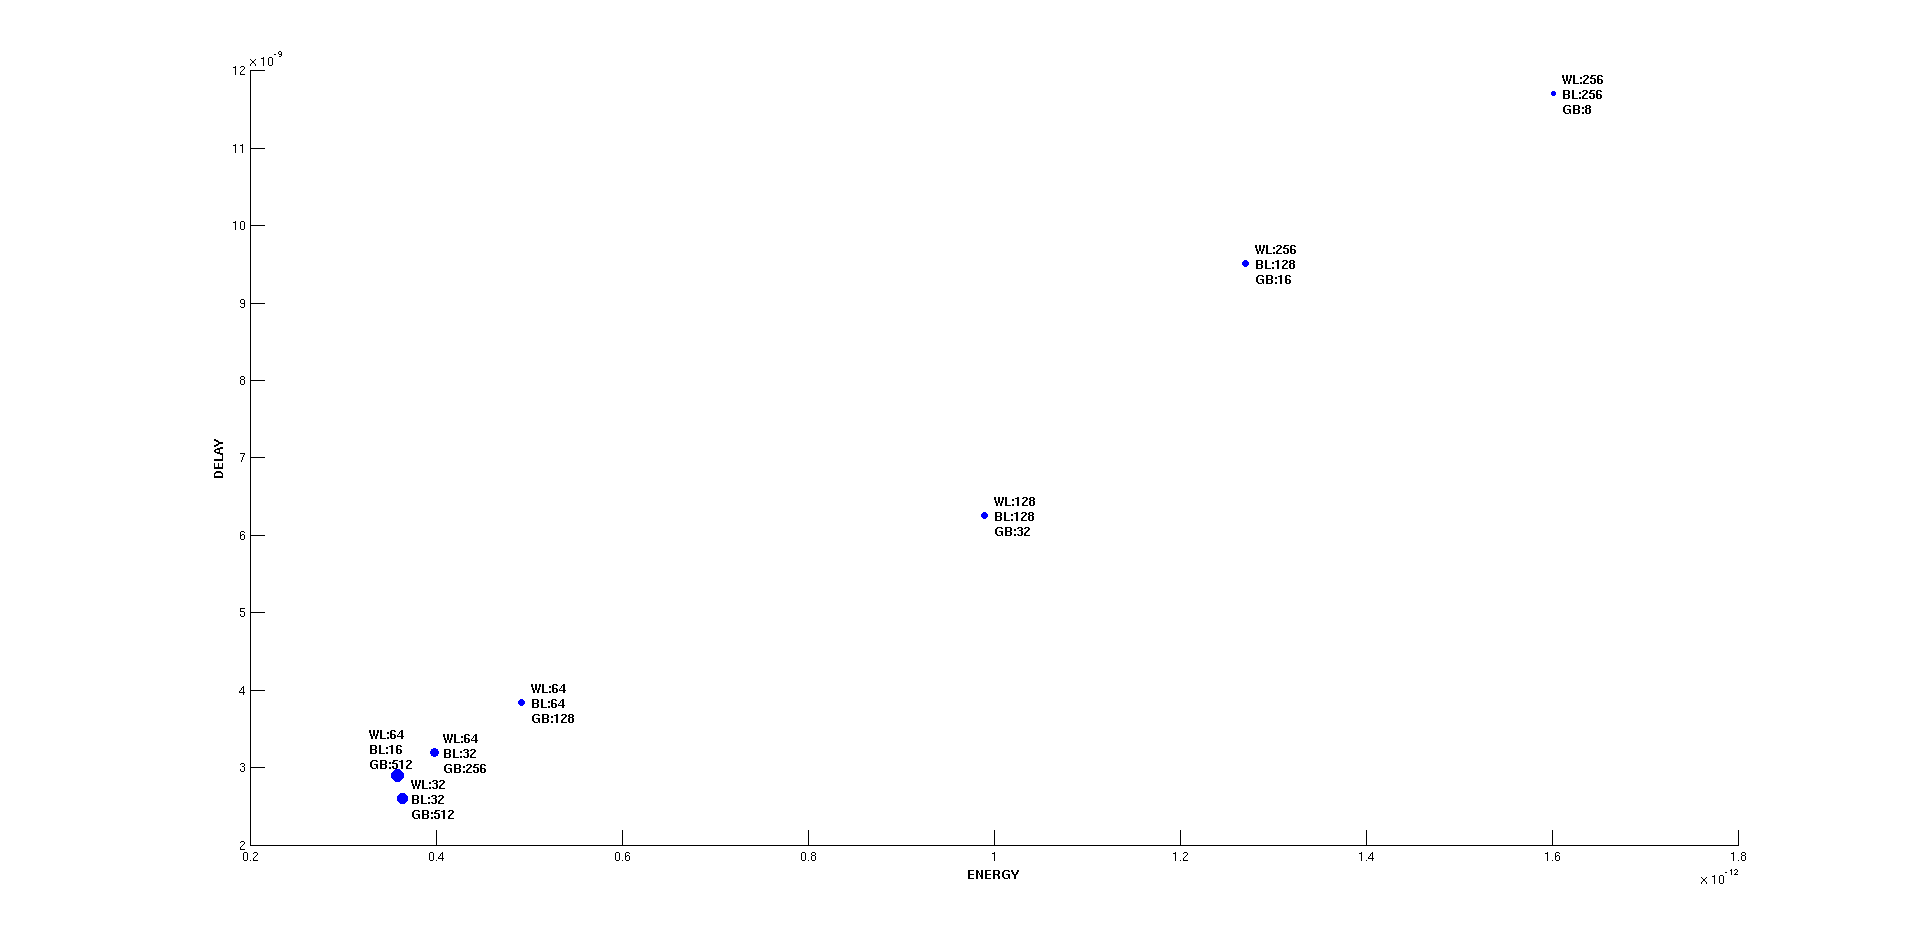 × 10⁻⁹
12
11
10
9
8
7
6
5
4
3
2
DELAY
WL:256
BL:256
GB:8
WL:256
BL:128
GB:16
WL:128
BL:128
GB:32
WL:64
BL:64
GB:128
WL:64
BL:16
GB:512
WL:64
BL:32
GB:256
WL:32
BL:32
GB:512
0.2 0.4 0.6 0.8 1 1.2 1.4 1.6 1.8
ENERGY
× 10⁻¹²